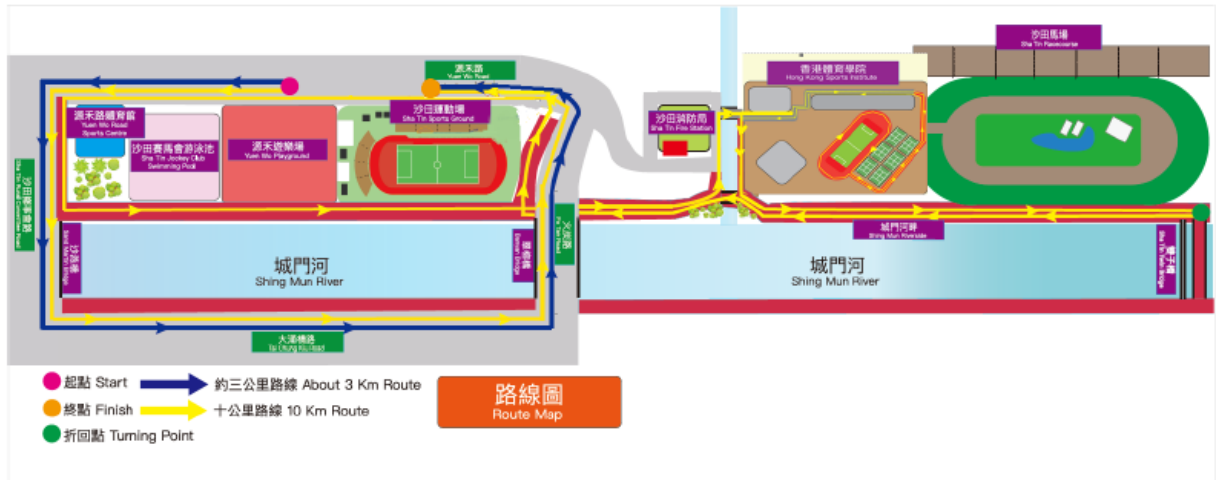 沙田馬場
Sha Tin Racecourse
源禾路
Yuen Wo Road
香港體育學院
Hong Kong Sports Institute
源禾路體育館
Yuen Wo Road
Sports Centre
沙田運動場
Sha Tin Sports Ground
沙田消防局
Sha Tin Fire Station
沙田賽馬會游泳池
Sha Tin Jockey Club
Swimming Pool
源禾遊樂場
Yuen Wo Playground
沙田鄉事會路
Sha Tin Rural Committee Road
火炭路
Fo Tan Road
城門河畔
Shing Mun Riverside
沙燕橋
Sand Martin Bridge
翠榕橋
Banyan Bridge
城門河
Shing Mun River
城門河
Shing Mun River
大涌橋路
Tai Chung Kiu Road
起點 Start
約三公里路線 About 3 Km Route
終點 Finish
十公里路線 10 Km Route
折回點 Turning Point
路線圖
Route Map